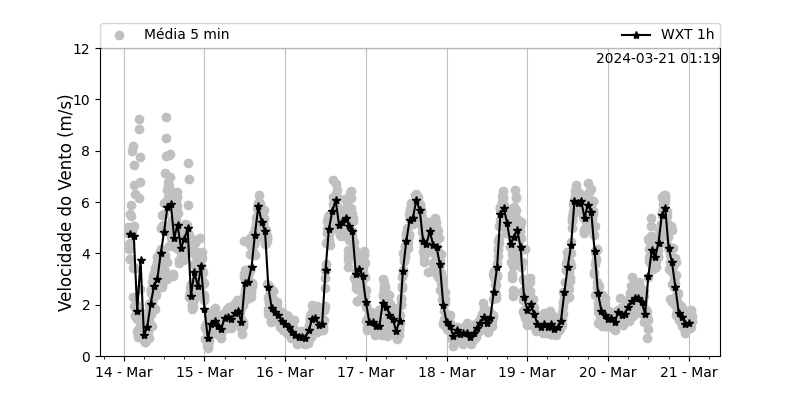 Média 5 min
WXT 1h
2024-03-21 01:19
Velocidade do Vento (m/s)
12
10
8
6
4
2
0
14 - Mar
15 - Mar
16 - Mar
17 - Mar
18 - Mar
19 - Mar
20 - Mar
21 - Mar